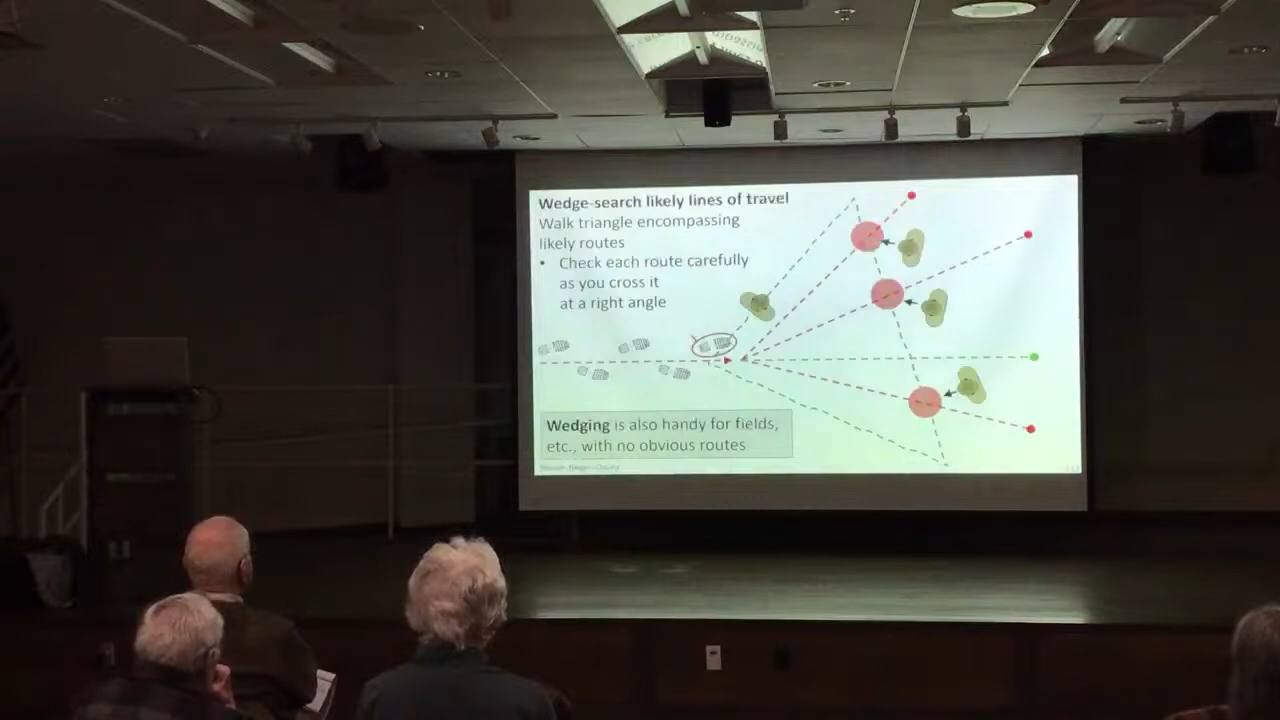 Wedge-search likely lines of travel
Walk triangle encompassing
likely routes
• Check each route carefully
as you cross it
at a right angle
Wedging is also handy for fields,
etc., with no obvious routes